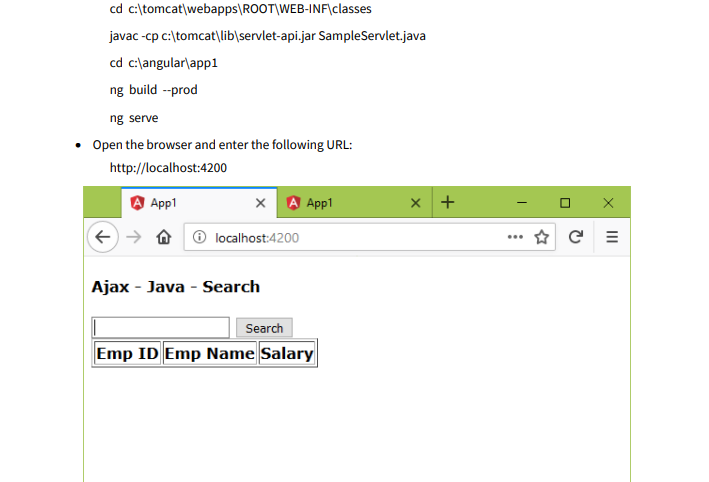 cd c:\tomcat\webapps\ROOT\WEB-INF\classes
javac -cp c:\tomcat\lib\servlet-api.jar SampleServlet.java
cd c:\angular\app1
ng build --prod
ng serve
• Open the browser and enter the following URL:
http://localhost:4200
App1 App1
localhost:4200
Ajax - Java - Search
Search
Emp ID Emp Name Salary